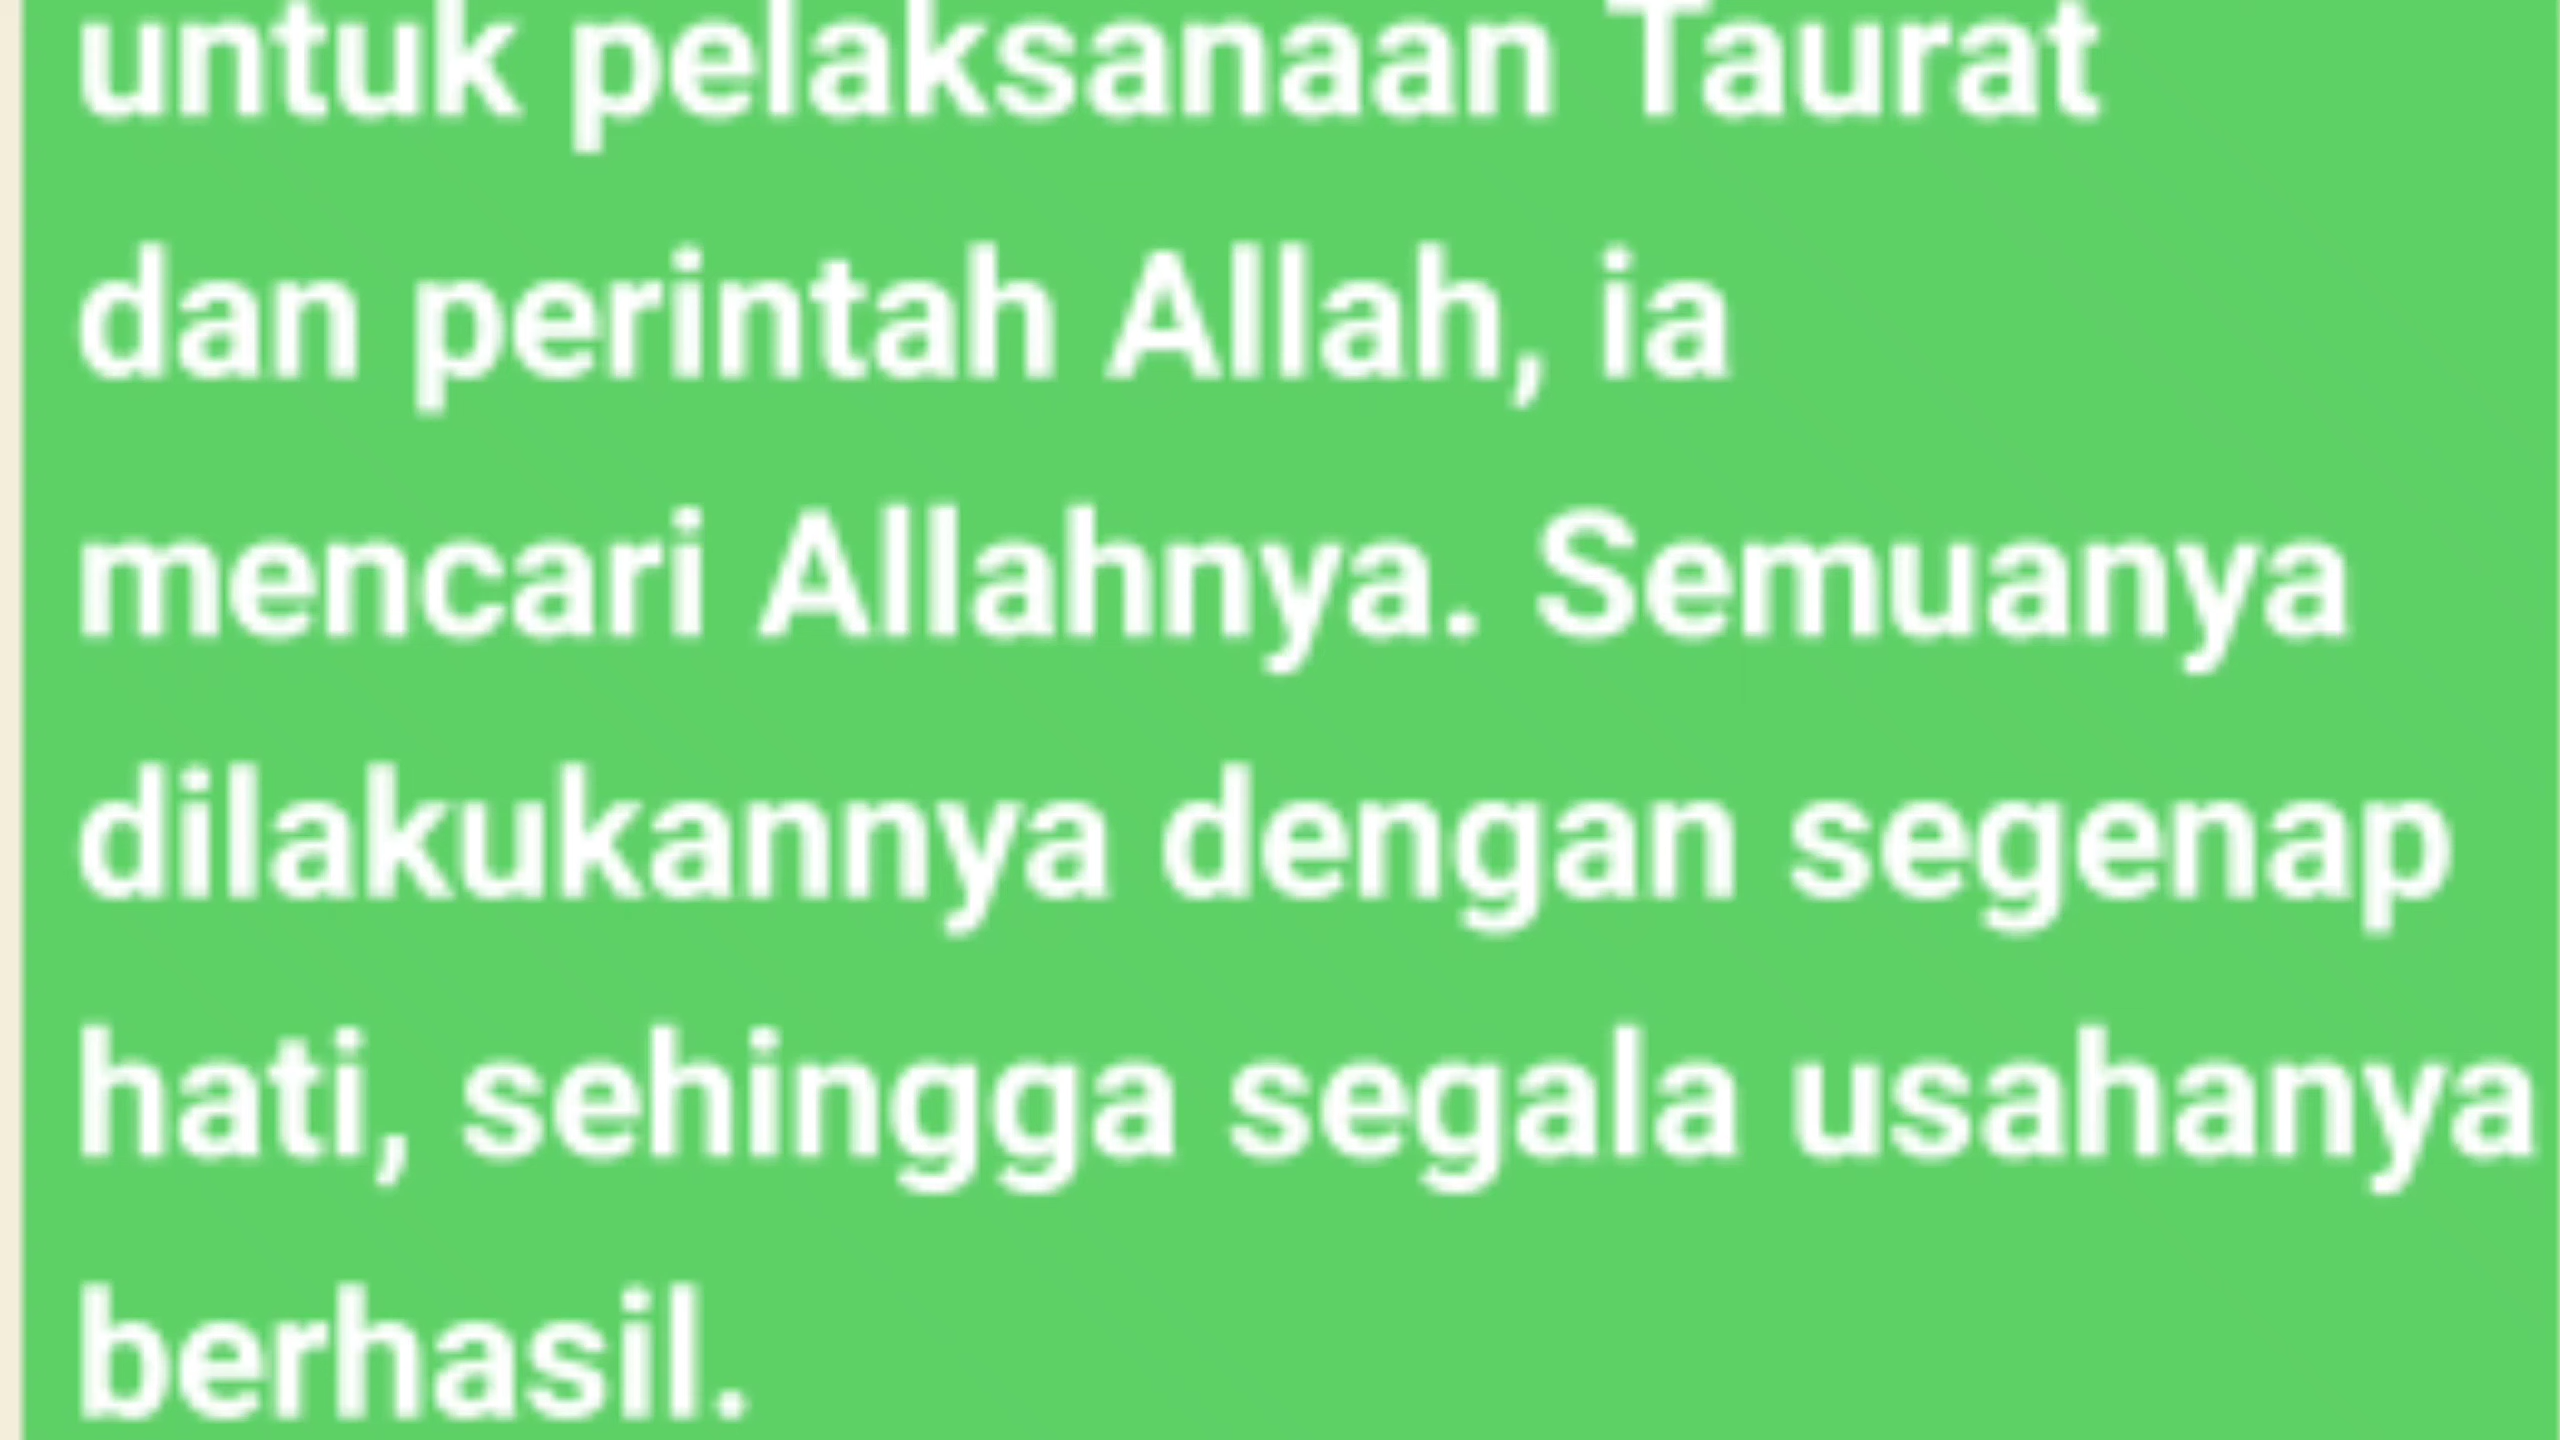 untuk pelaksanaan Taurat
dan perintah Allah, ia
mencari Allahnya. Semuanya
dilakukannya dengan segenap
hati, sehingga segala usahanya
berhasil.